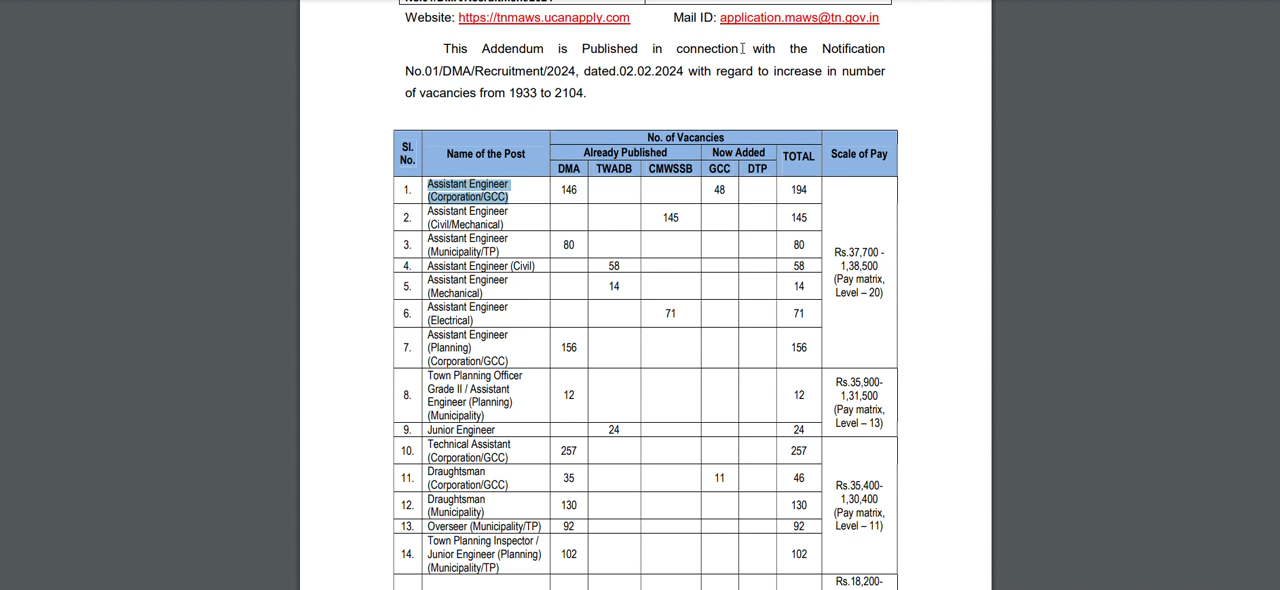 Website: https://tnmaws.ucanapply.com Mail ID: application.maws@tn.gov.in
This Addendum is Published in connection with the Notification
No.01/DMA/Recruitment/2024, dated.02.02.2024 with regard to increase in number
of vacancies from 1933 to 2104.
Sl. No. Name of the Post No. of Vacancies Scale of Pay
Already Published Now Added TOTAL
DMA TWADB CMWSSB GCC DTP
1. Assistant Engineer 146 48 194
(Corporation/GCC)
2. Assistant Engineer 145 145
(Civil/Mechanical)
3. Assistant Engineer 80 80
(Municipality/TP)
4. Assistant Engineer (Civil) 58 58
5. Assistant Engineer 14 14
(Mechanical)
6. Assistant Engineer 71 71
(Electrical)
7. Assistant Engineer
(Planning) 156 156
(Corporation/GCC)
Rs.37,700 -
1,38,500
(Pay matrix,
Level – 20)
8. Town Planning Officer
Grade II / Assistant 12 12
Engineer (Planning)
(Municipality)
9. Junior Engineer 24 24
Rs.35,900-
1,31,500
(Pay matrix,
Level – 13)
10. Technical Assistant 257 257
(Corporation/GCC)
11. Draughtsman 35 11 46
(Corporation/GCC)
12. Draughtsman 130 130
(Municipality)
13. Overseer (Municipality/TP) 92 92
14. Town Planning Inspector /
Junior Engineer (Planning) 102 102
(Municipality/TP)
Rs.35,400-
1,30,400
(Pay matrix,
Level – 11)
Rs.18,200-